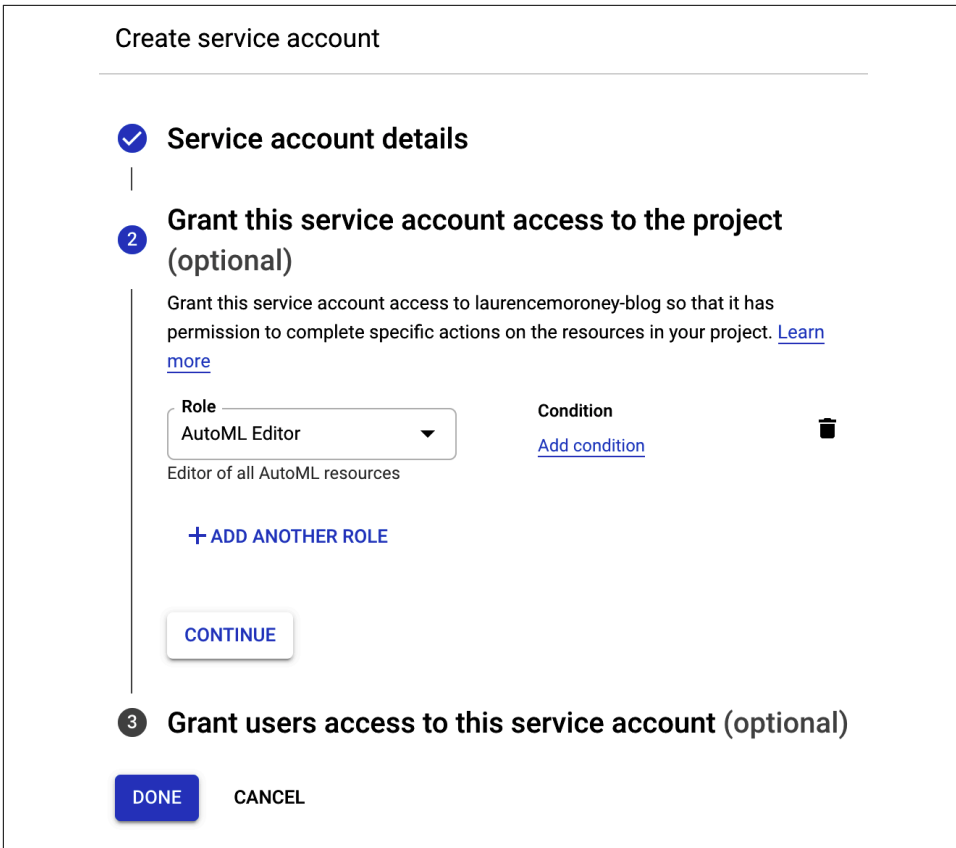 Create service account
Service account details
2
Grant this service account access to the project
(optional)
Grant this service account access to laurencemoroney-blog so that it has
permission to complete specific actions on the resources in your project. Learn
more
Role
Condition
AutoML Editor
Add condition
Editor of all AutoML resources
+ ADD ANOTHER ROLE
CONTINUE
3 Grant users access to this service account (optional)
DONE CANCEL